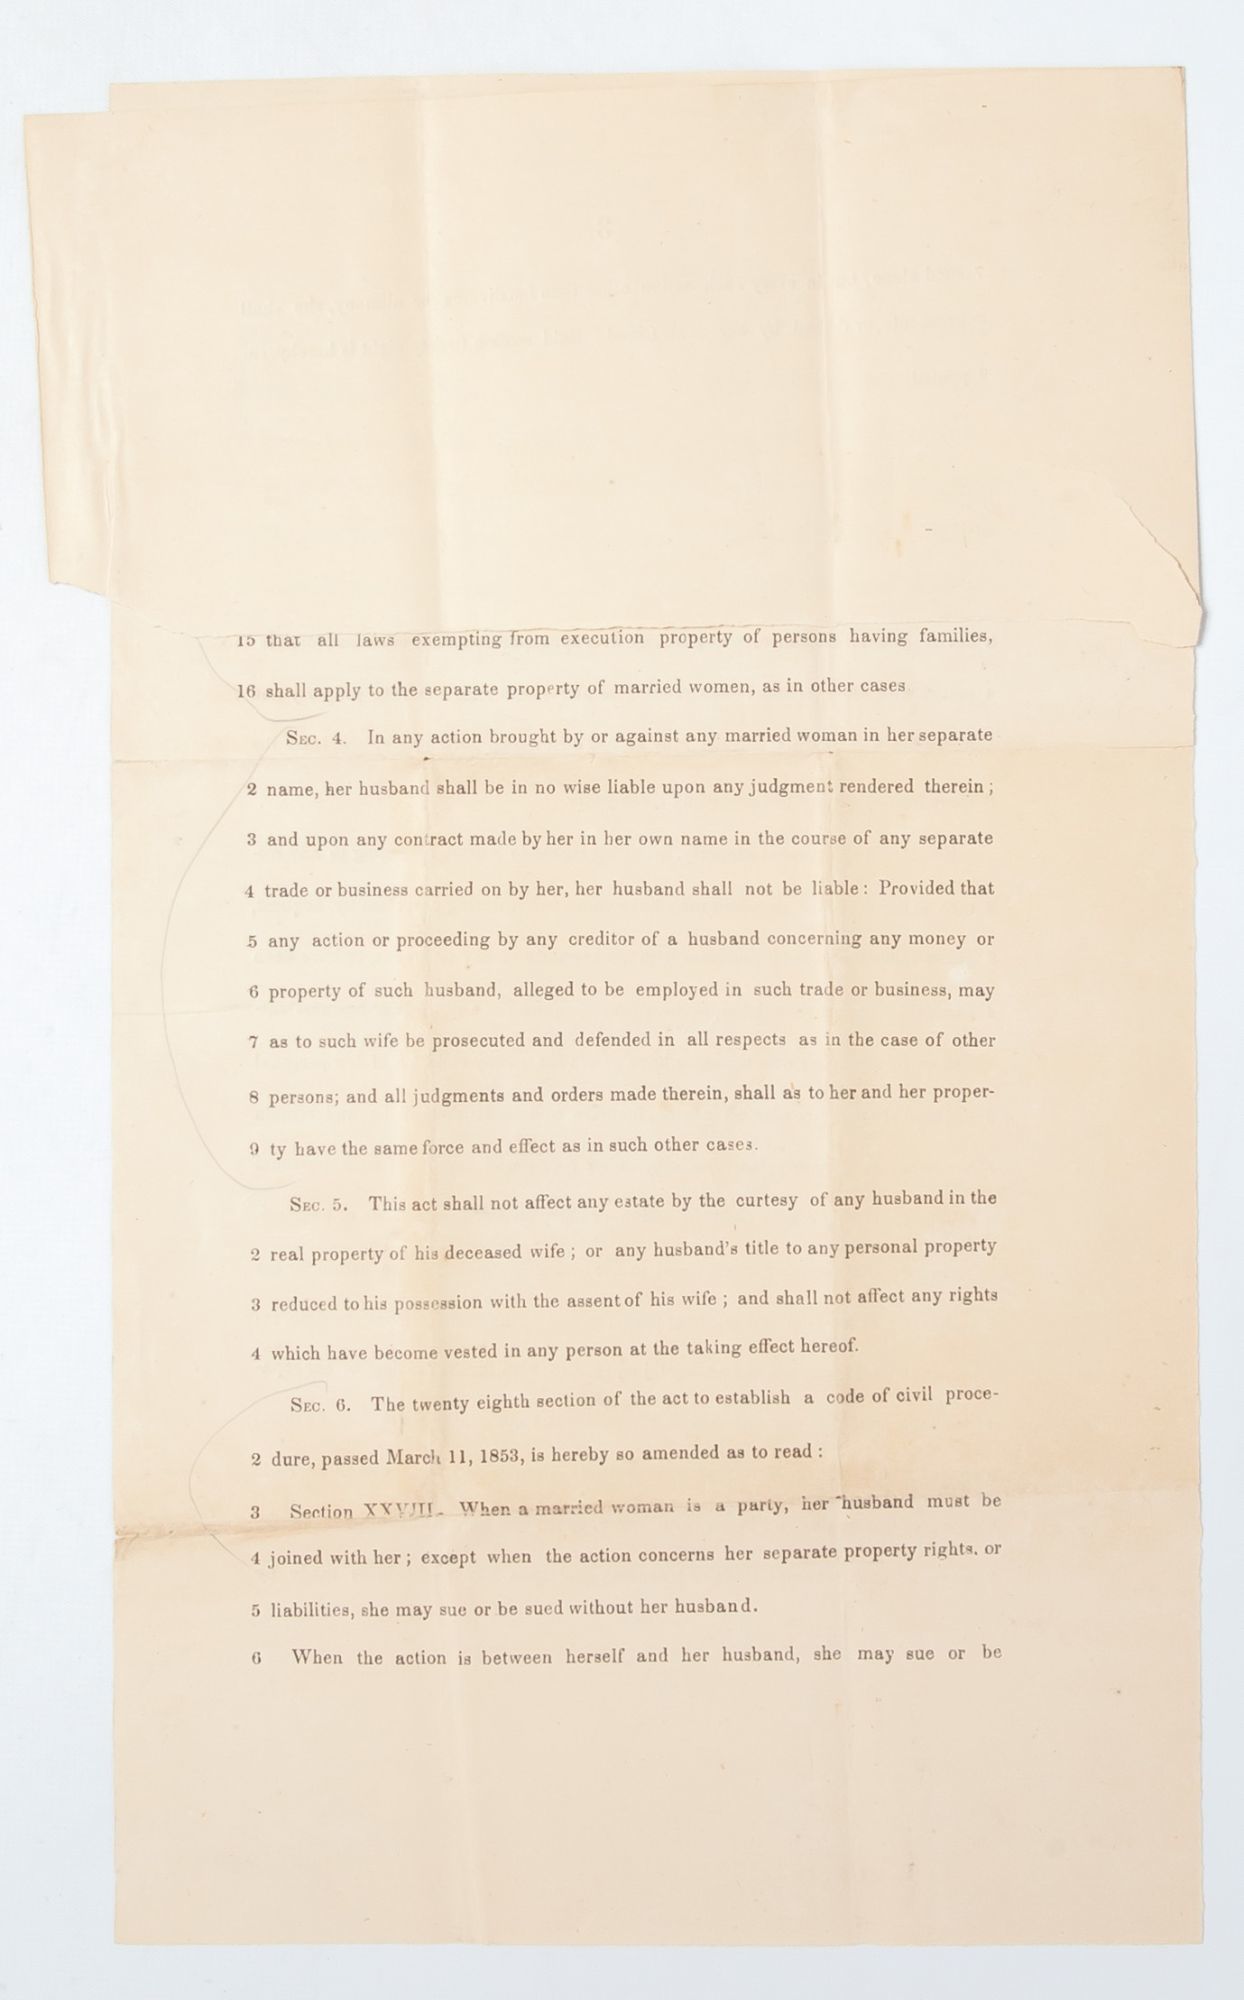 15 that all laws exempting from execution property of persons having families,
16 shall apply to the separate property of married women, as in other cases
SEC. 4. In any action brought by or against any married woman in her separate
2 name, her husband shall be in no wise liable upon any judgment rendered therein ;
3 and upon any contract made by her in her own name in the course of any separate
4 trade or business carried on by her, her husband shall not be liable : Provided that
5 any action or proceeding by any creditor of a husband concerning any money or
6 property of such husband, alleged to be employed in such trade or business, may
7 as to such wife be prosecuted and defended in all respects as in the case of other
8 persons; and all judgments and orders made therein, shall as to her and her proper-
9 ty have the same force and effect as in such other cases.
SEC. 5. This act shall not affect any estate by the curtesy of any husband in the
2 real property of his deceased wife ; or any husband's title to any personal property
3 reduced to his possession with the assent of his wife ; and shall not affect any rights
4 which have become vested in any person at the taking effect hereof.
SEC. 6. The twenty eighth section of the act to establish a code of civil proce-
2 dure, passed March 11, 1853, is hereby so amended as to read :
3 Section XXVIII. When a married woman is a party, her husband must be
4 joined with her ; except when the action concerns her separate property rights. or
5 liabilities, she may sue or be sued without her husband.
6 When the action is between herself and her husband, she may sue or be